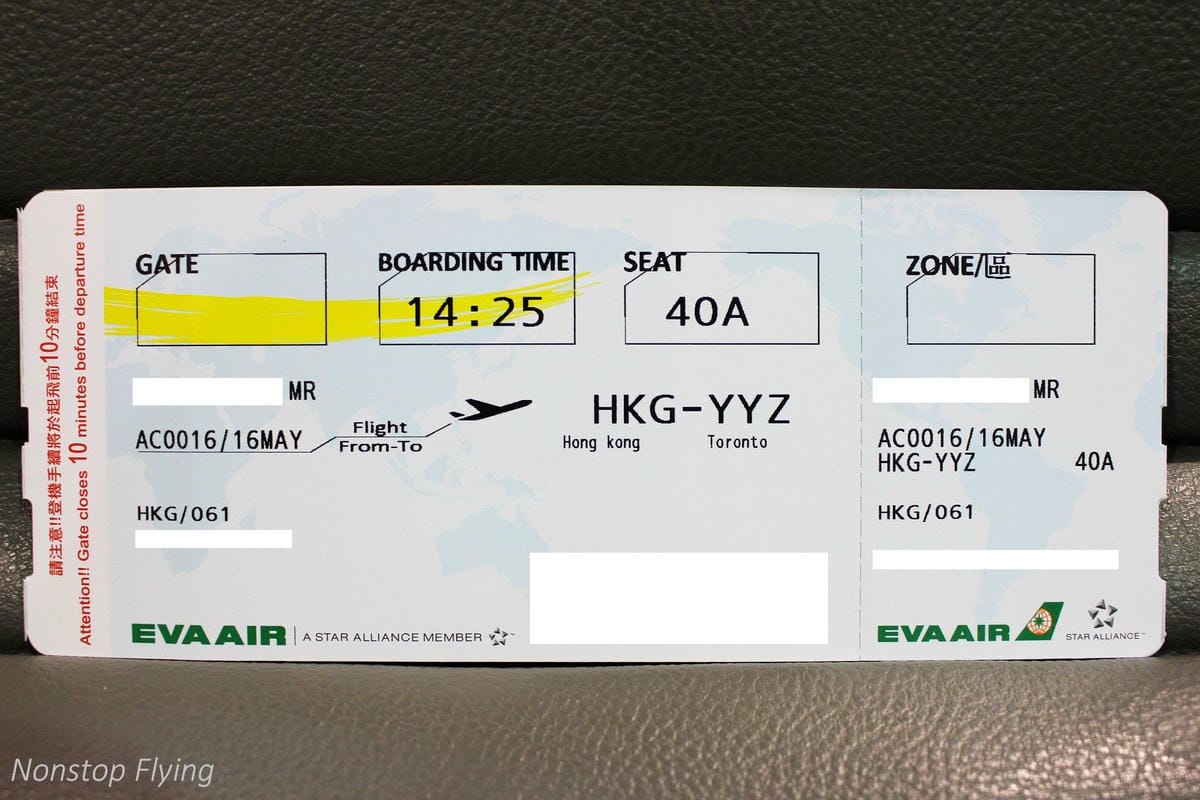 請注意!!登機手續將於起飛前10分鐘結束
Attention!! Gate closes 10 minutes before departure time
GATE
BOARDING TIME
14:25
SEAT
40A
MR
AC0016/16MAY
Flight
From-To
HKG-YYZ
Hong kong Toronto
HKG/061
EVA AIR
A STAR ALLIANCE MEMBER
ZONE/區
MR
AC0016/16MAY
HKG-YYZ 40A
HKG/061
EVA AIR
STAR ALLIANCE
Nonstop Flying